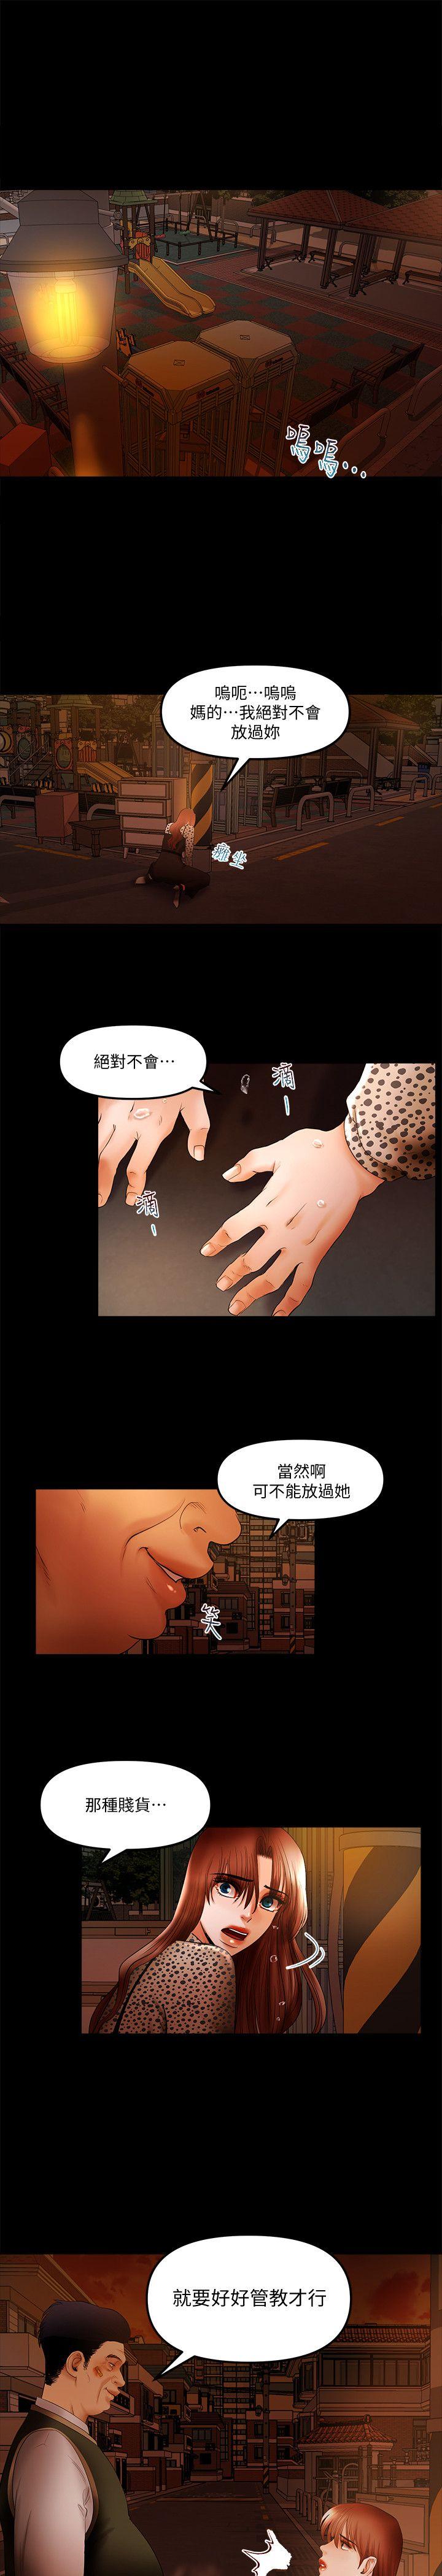 嗚嗚…
嗚呃…嗚嗚
媽的…我絕對不會
放過妳
癱坐
絕對不會…
滴
滴
當然啊
可不能放過她
笑
那種賤貨…
就要好好管教才行